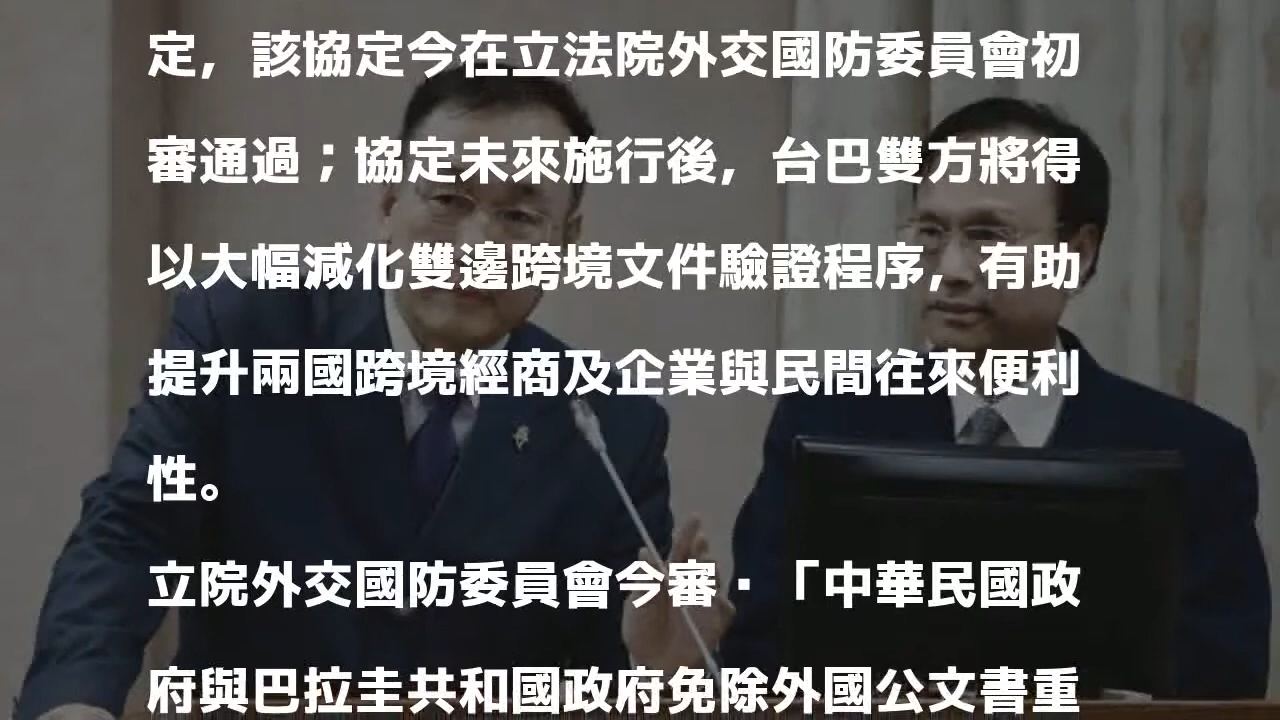 定，該協定今在立法院外交國防委員會初
審通過；協定未來施行後，台巴雙方將得
以大幅減化雙邊跨境文件驗證程序，有助
提升兩國跨境經商及企業與民間往來便利
性。
立院外交國防委員會今審·「中華民國政
府與巴拉圭共和國政府免除外國公文書重